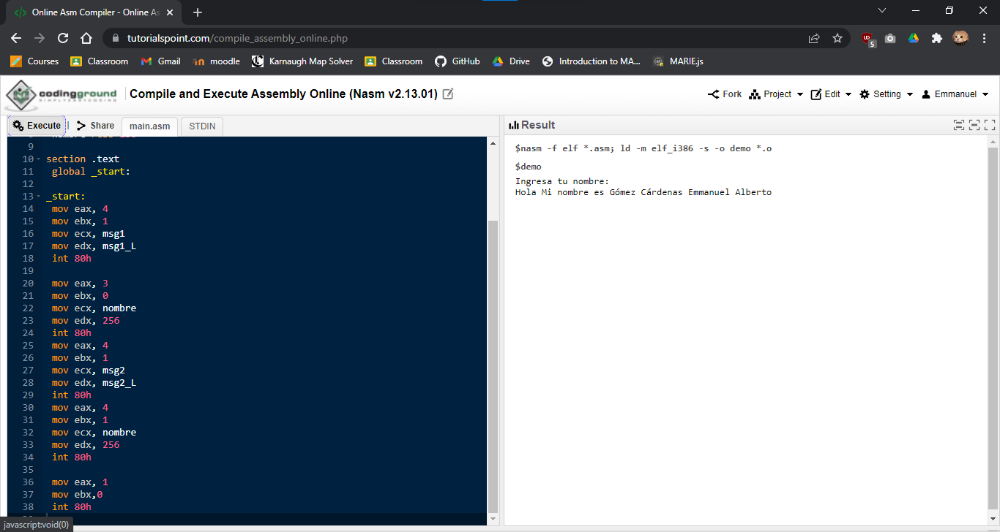 Online Asm Compiler - Online As
tutorialspoint.com/compile_assembly_online.php
5
Courses Classroom Gmail moodle Karnaugh Map Solver Classroom GitHub Drive Introduction to MA... MARIE.js
codingground
SIMPLYEASYCODING
Compile and Execute Assembly Online (Nasm v2.13.01)
Fork Project Edit Setting Emmanuel
Execute | Share main.asm STDIN
Result
9
10 section .text
11 global _start:
12
13 _start:
14 mov eax, 4
15 mov ebx, 1
16 mov ecx, msg1
17 mov edx, msg1_L
18 int 80h
19
20 mov eax, 3
21 mov ebx, 0
22 mov ecx, nombre
23 mov edx, 256
24 int 80h
25 mov eax, 4
26 mov ebx, 1
27 mov ecx, msg2
28 mov edx, msg2_L
29 int 80h
30 mov eax, 4
31 mov ebx, 1
32 mov ecx, nombre
33 mov edx, 256
34 int 80h
35
36 mov eax, 1
37 mov ebx,0
38 int 80h
javascript:void(0)
$nasm -f elf *.asm; ld -m elf_i386 -s -o demo *.o
$demo
Ingresa tu nombre:
Hola Mi nombre es Gómez Cárdenas Emmanuel Alberto